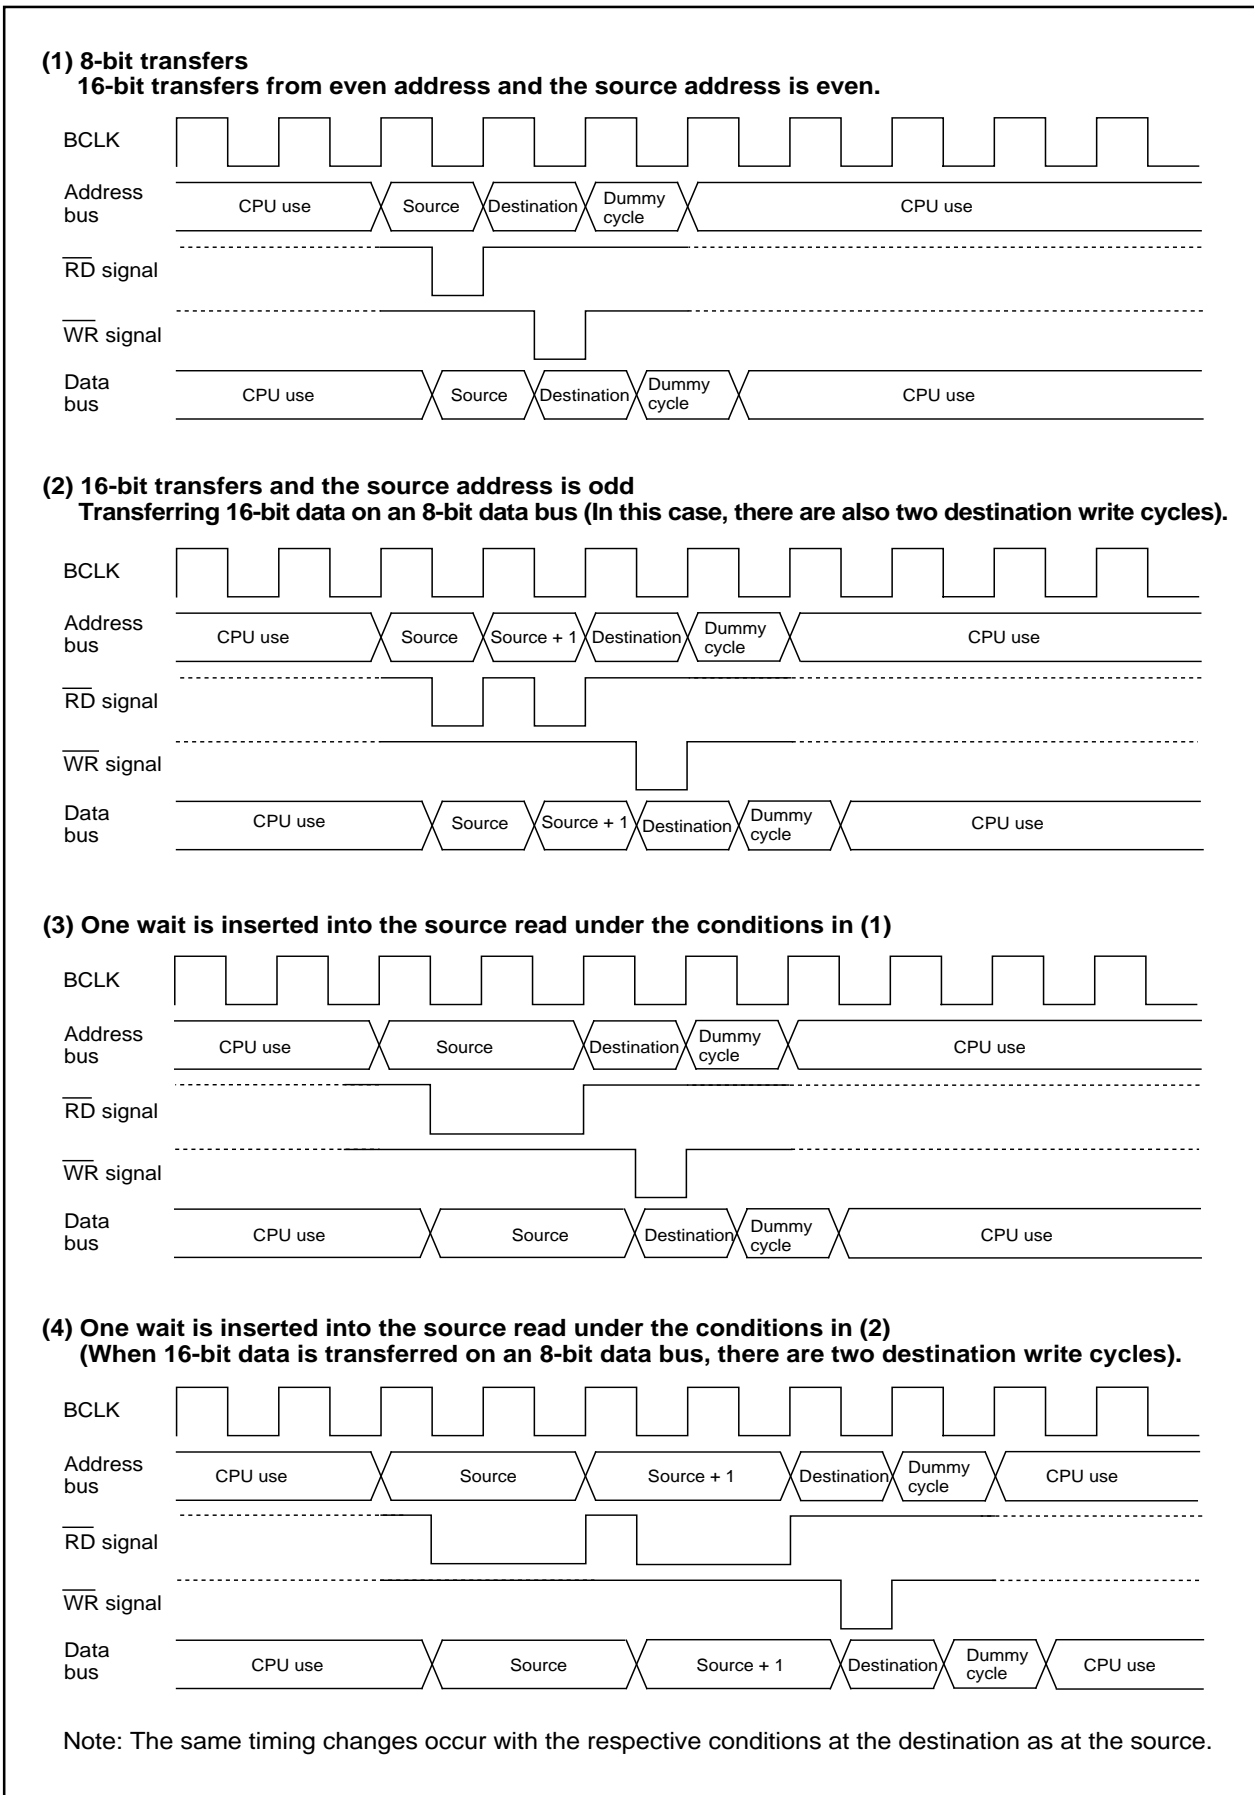 (1) 8-bit transfers
16-bit transfers from even address and the source address is even.
BCLK
Address
bus
CPU use
Source
Destination
Dummy
cycle
CPU use
RD signal
WR signal
Data
bus
CPU use
Source
Destination
Dummy
cycle
CPU use
(2) 16-bit transfers and the source address is odd
Transferring 16-bit data on an 8-bit data bus (In this case, there are also two destination write cycles).
BCLK
Address
bus
CPU use
Source
Source + 1
Destination
Dummy
cycle
CPU use
RD signal
WR signal
Data
bus
CPU use
Source
Source + 1
Destination
Dummy
cycle
CPU use
(3) One wait is inserted into the source read under the conditions in (1)
BCLK
Address
bus
CPU use
Source
Destination
Dummy
cycle
CPU use
RD signal
WR signal
Data
bus
CPU use
Source
Destination
Dummy
cycle
CPU use
(4) One wait is inserted into the source read under the conditions in (2)
(When 16-bit data is transferred on an 8-bit data bus, there are two destination write cycles).
BCLK
Address
bus
CPU use
Source
Source + 1
Destination
Dummy
cycle
CPU use
RD signal
WR signal
Data
bus
CPU use
Source
Source + 1
Destination
Dummy
cycle
CPU use
Note: The same timing changes occur with the respective conditions at the destination as at the source.